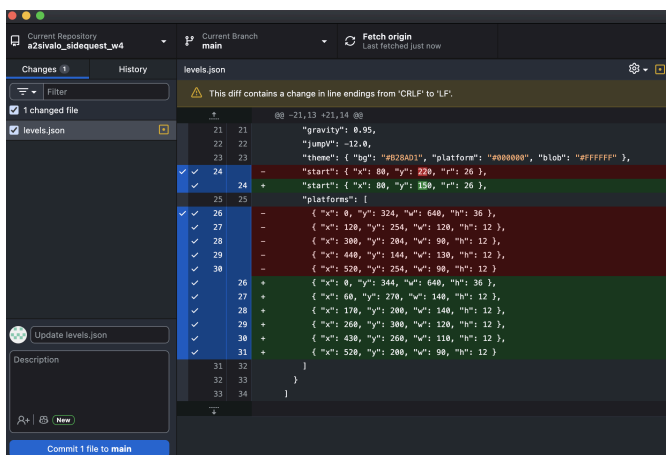 Current Repository
a2sivalo_sidequest_w4
Current Branch
main
Fetch origin
Last fetched just now
Changes 1
History
levels.json
Filter
This diff contains a change in line endings from 'CRLF' to 'LF'.
1 changed file
levels.json
@@ -21,13 +21,14 @@
21 21 "gravity": 0.95,
22 22 "jumpV": -12.0,
23 23 "theme": { "bg": "#B28AD1", "platform": "#000000", "blob": "#FFFFFF" },
24 - "start": { "x": 80, "y": 220, "r": 26 },
24 + "start": { "x": 80, "y": 150, "r": 26 },
25 25 "platforms": [
26 - { "x": 0, "y": 324, "w": 640, "h": 36 },
27 - { "x": 120, "y": 254, "w": 120, "h": 12 },
28 - { "x": 300, "y": 204, "w": 90, "h": 12 },
29 - { "x": 440, "y": 144, "w": 130, "h": 12 },
30 - { "x": 520, "y": 254, "w": 90, "h": 12 }
26 + { "x": 0, "y": 344, "w": 640, "h": 36 },
27 + { "x": 60, "y": 270, "w": 140, "h": 12 },
28 + { "x": 170, "y": 200, "w": 140, "h": 12 },
29 + { "x": 260, "y": 300, "w": 120, "h": 12 },
30 + { "x": 430, "y": 260, "w": 110, "h": 12 },
31 + { "x": 520, "y": 200, "w": 90, "h": 12 }
31 32 ]
32 33 }
33 34 ]
Update levels.json
Description
New
Commit 1 file to main